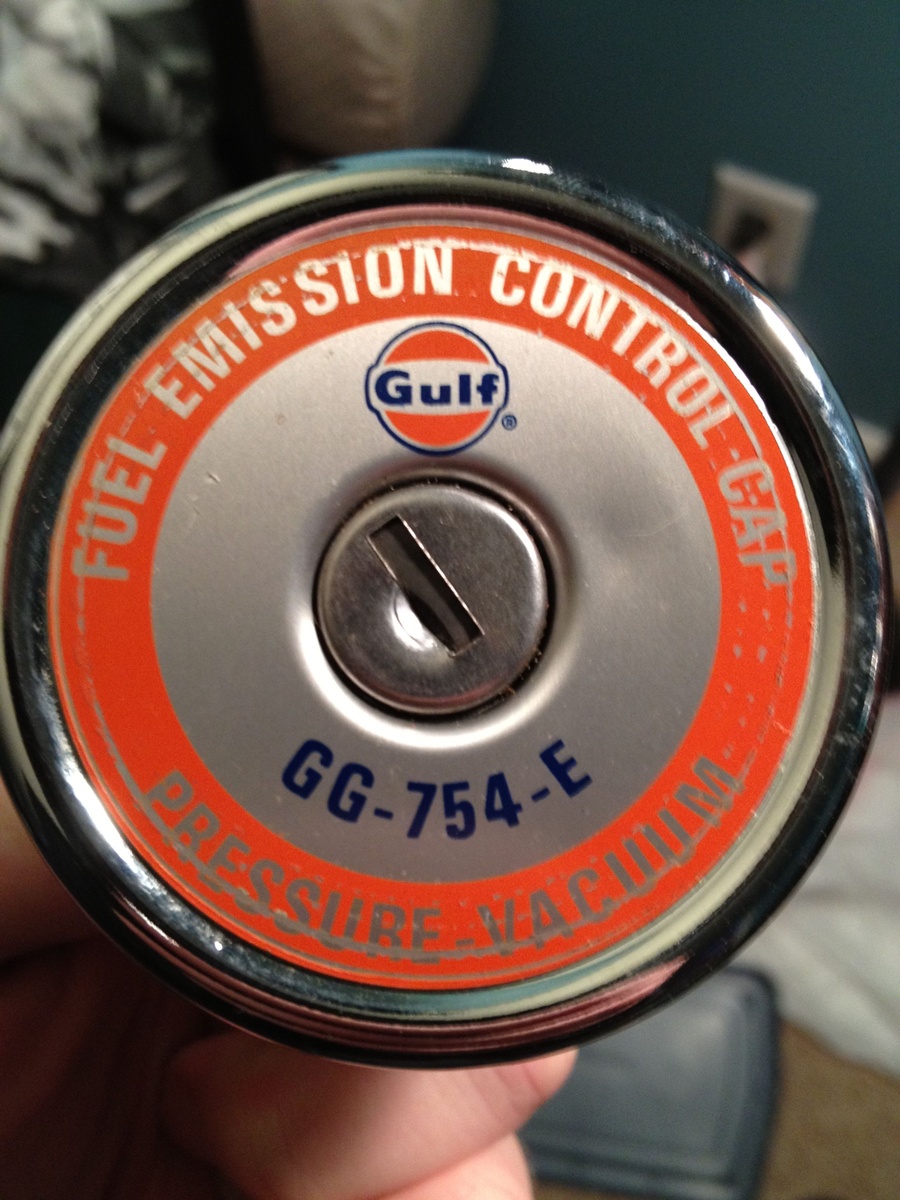 FUEL EMISSION CONTROL CAP
Gulf®
GG-754-E
PRESSURE-VACUUM